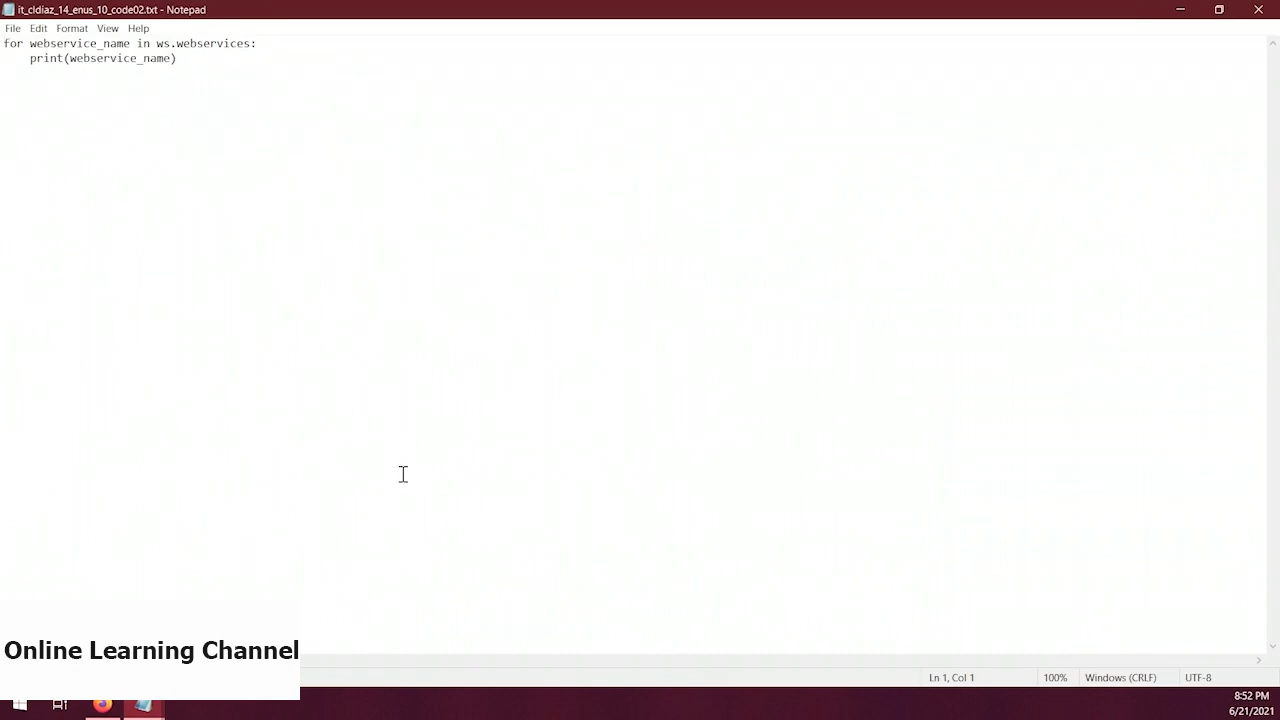 it_cldiaz_14_enus_10_code02.txt - Notepad
File Edit Format View Help
for webservice_name in ws.webservices:
    print(webservice_name)
Online Learning Channel
Ln 1, Col 1 100% Windows (CRLF) UTF-8
8:52 PM
6/21/2021